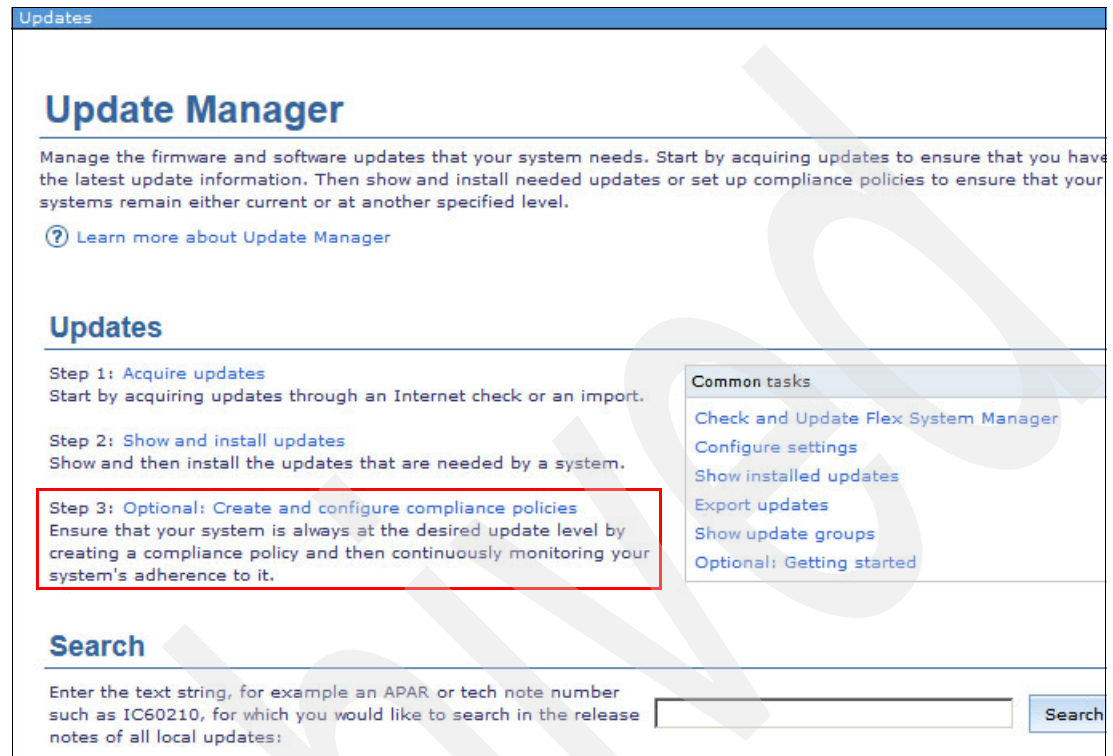 Updates
Update Manager
Manage the firmware and software updates that your system needs. Start by acquiring updates to ensure that you have
the latest update information. Then show and install needed updates or set up compliance policies to ensure that your
systems remain either current or at another specified level.
? Learn more about Update Manager
Updates
Step 1: Acquire updates
Start by acquiring updates through an Internet check or an import.
Step 2: Show and install updates
Show and then install the updates that are needed by a system.
Step 3: Optional: Create and configure compliance policies
Ensure that your system is always at the desired update level by
creating a compliance policy and then continuously monitoring your
system's adherence to it.
Common tasks
Check and Update Flex System Manager
Configure settings
Show installed updates
Export updates
Show update groups
Optional: Getting started
Search
Enter the text string, for example an APAR or tech note number
such as IC60210, for which you would like to search in the release
notes of all local updates:
Search
hived